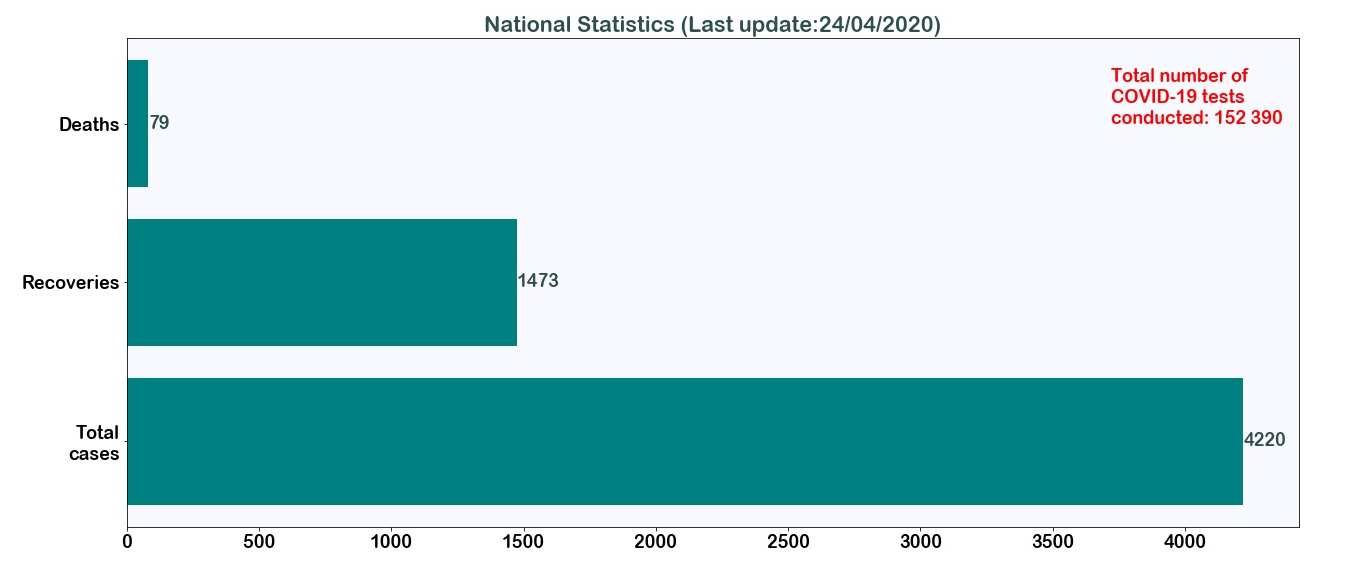 National Statistics (Last update:24/04/2020)
Total number of
COVID-19 tests
conducted: 152 390
Deaths
79
Recoveries
1473
Total
cases
4220
0 500 1000 1500 2000 2500 3000 3500 4000